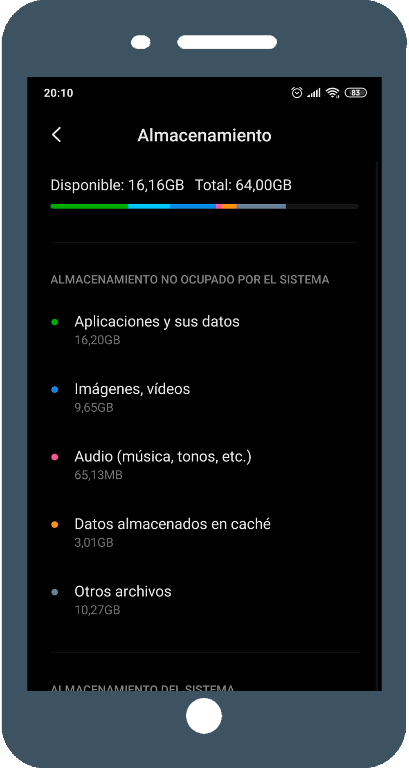 20:10 83
Almacenamiento
Disponible: 16,16GB Total: 64,00GB
ALMACENAMIENTO NO OCUPADO POR EL SISTEMA
Aplicaciones y sus datos
16,20GB
Imágenes, vídeos
9,65GB
Audio (música, tonos, etc.)
65,13MB
Datos almacenados en caché
3,01GB
Otros archivos
10,27GB
ALMACENAMIENTO DEL SISTEMA